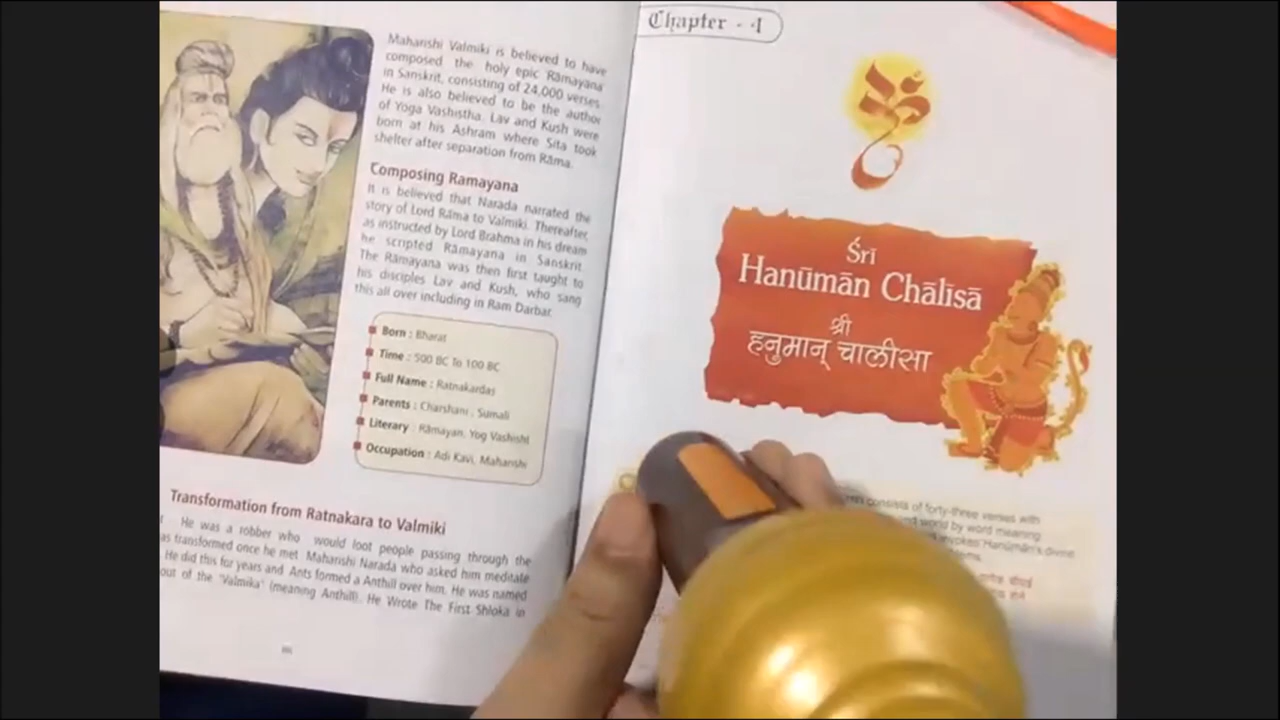 Maharishi Valmiki is believed to have
composed the holy epic Rāmayana
in Sanskrit, consisting of 24,000 verses.
He is also believed to be the author
of Yoga Vashistha. Lav and Kush were
born at his Ashram where Sita took
shelter after separation from Rāma.
Composing Ramayana
It is believed that Narada narrated the
story of Lord Rāma to Valmiki. Thereafter,
as instructed by Lord Brahma in his dream
he scripted Rāmayana in Sanskrit.
The Rāmayana was then first taught to
his disciples Lav and Kush, who sang
this all over including in Ram Darbar.
Born : Bharat
Time : 500 BC To 100 BC
Full Name : Ratnakardas
Parents : Charshani , Sumali
Literary : Rāmayan, Yog Vashisht
Occupation : Adi Kavi, Maharishi
Transformation from Ratnakara to Valmiki
He was a robber who would loot people passing through the
as transformed once he met Maharishi Narada who asked him meditate
He did this for years and Ants formed a Anthill over him. He was named
out of the 'Valmika' (meaning Anthill). He Wrote The First Shloka in
Chapter - 4
ॐ
Śrī
Hanūmān Chālīsā
श्री
हनुमान् चालीसा
consists of forty-three verses with
world by word meaning
invokes Hanūmān's divine